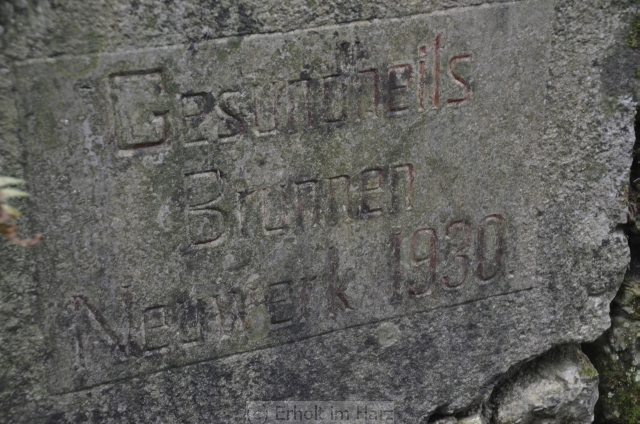 Gesundheits
Brunnen
Neuwerk 1930.
(c) Erholt im Harz